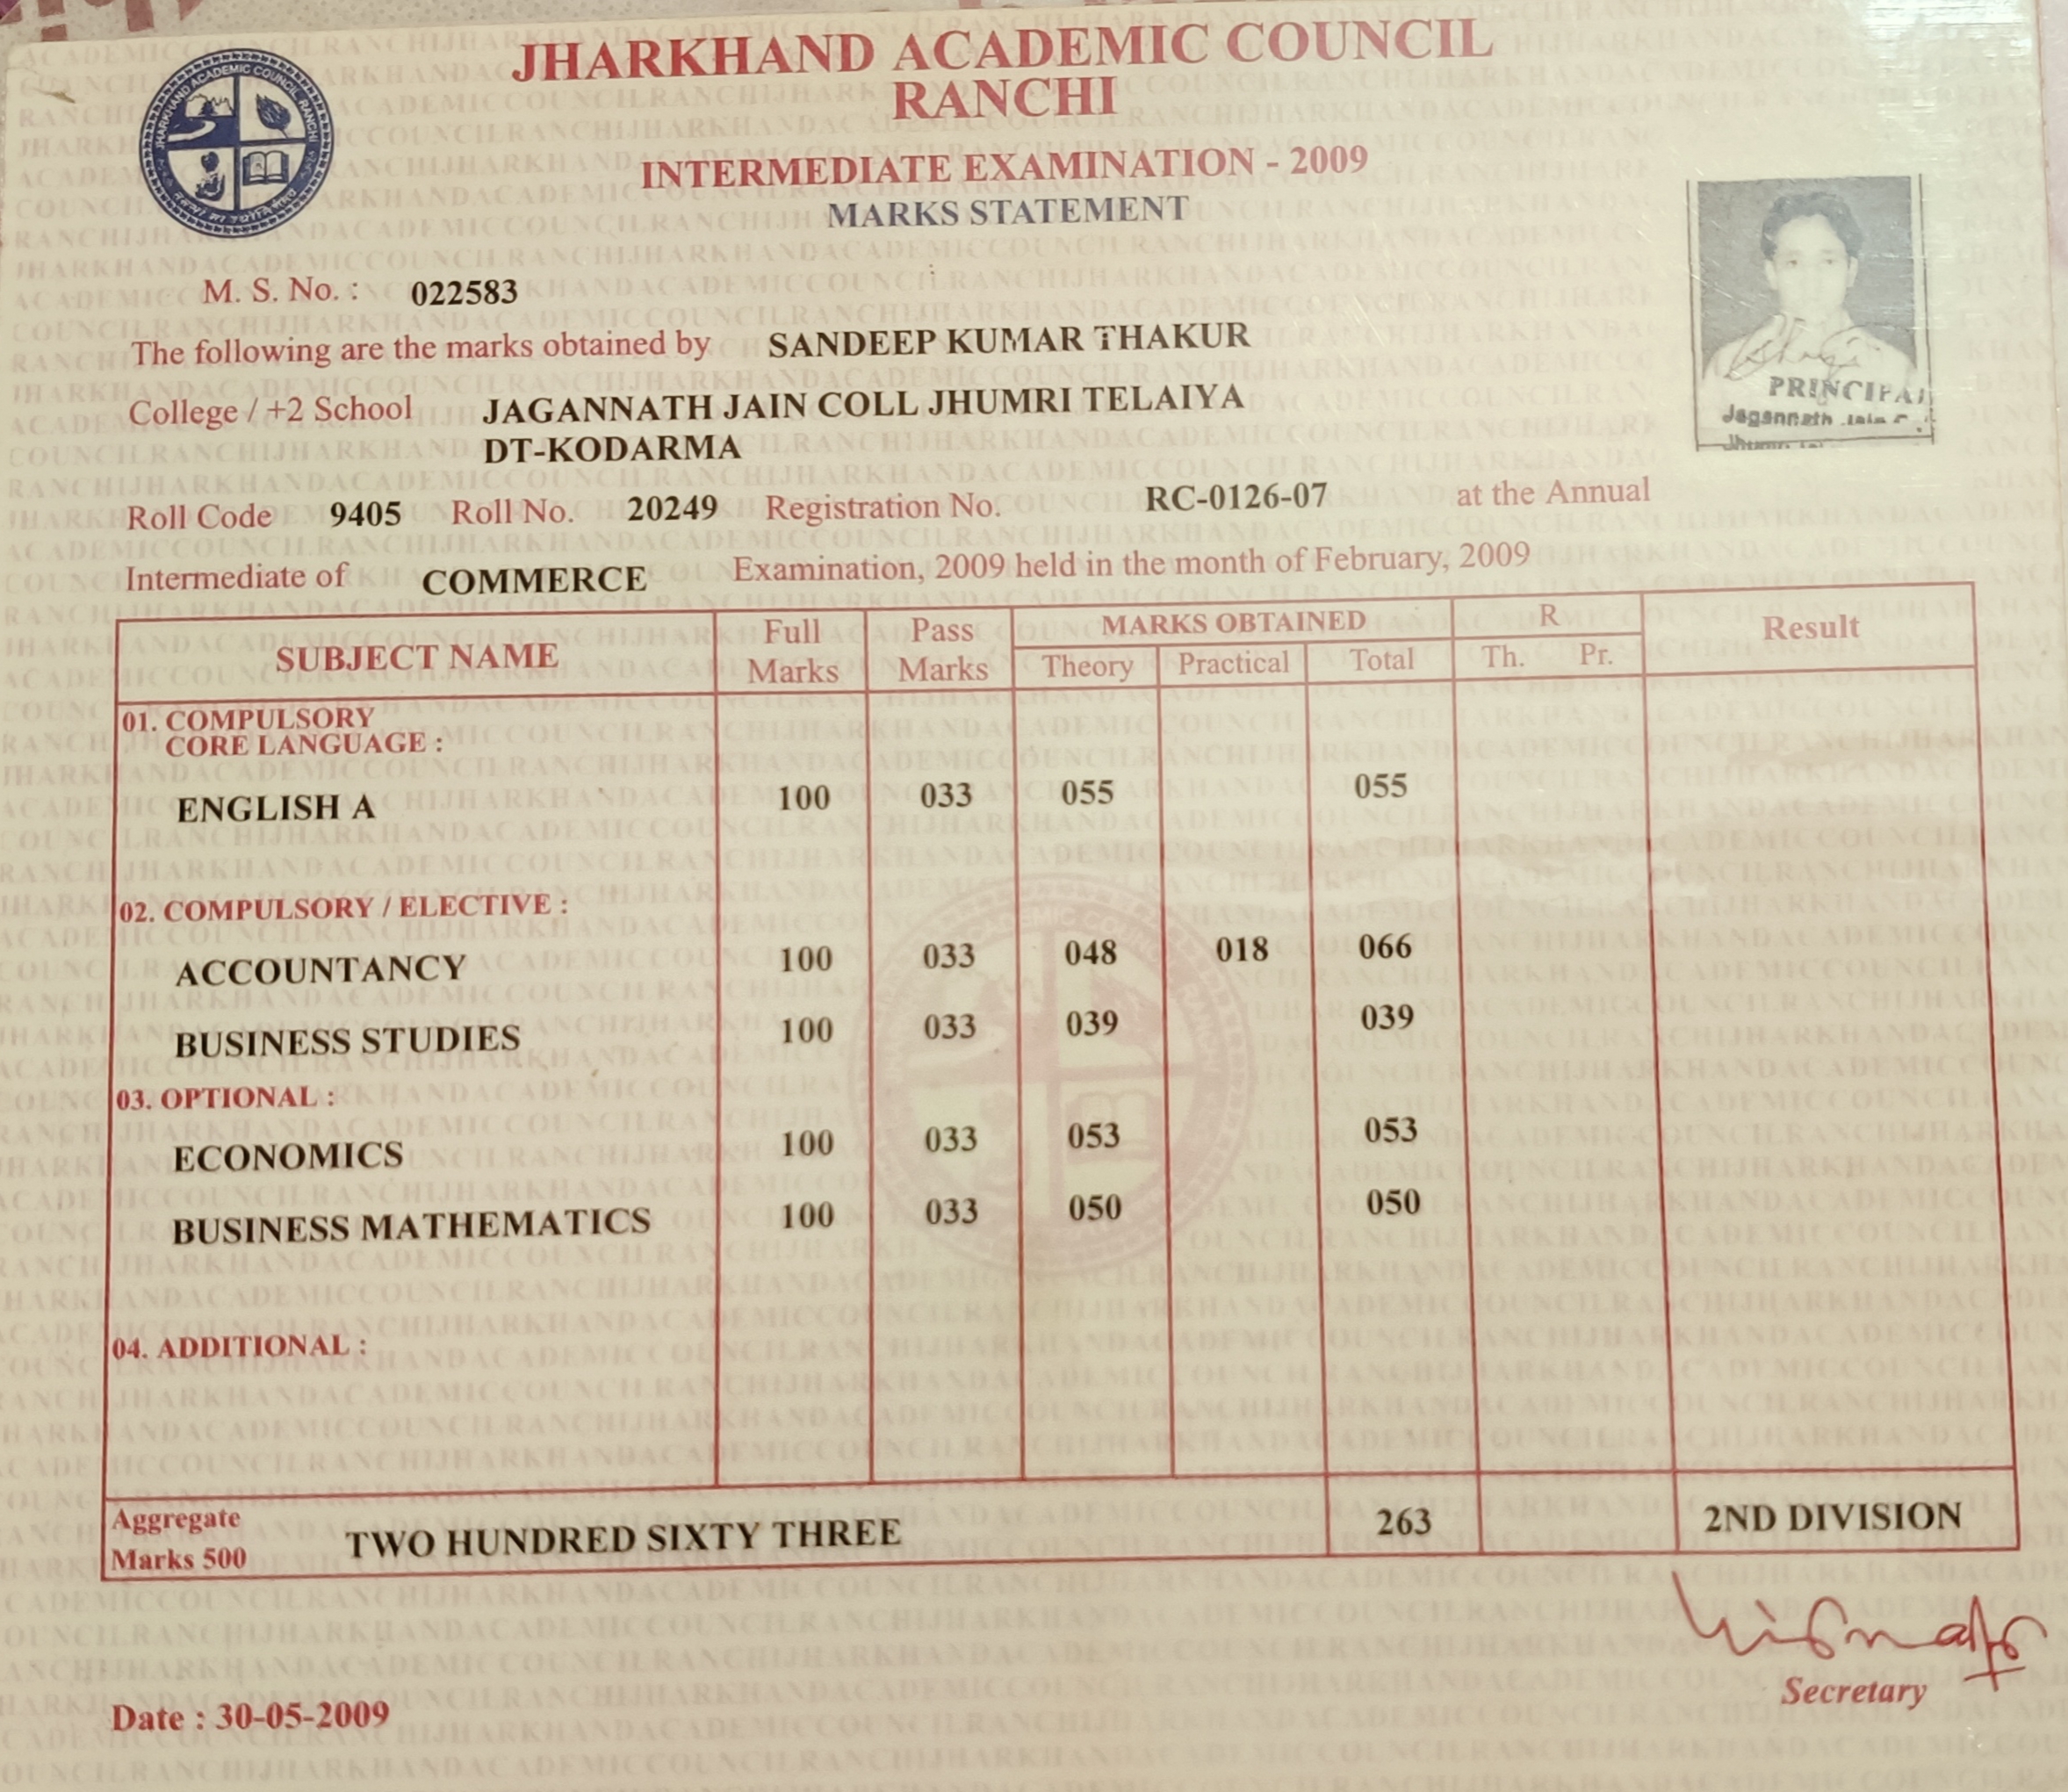 JHARKHAND ACADEMIC COUNCIL
RANCHI
JHARKHAND ACADEMIC COUNCIL, RANCHI
INTERMEDIATE EXAMINATION - 2009
MARKS STATEMENT
M. S. No. : 022583
The following are the marks obtained by SANDEEP KUMAR THAKUR
College / +2 School JAGANNATH JAIN COLL JHUMRI TELAIYA
DT-KODARMA
PRINCIPAL
Jagannath Jain C
Roll Code 9405 Roll No. 20249 Registration No. RC-0126-07 at the Annual
Intermediate of COMMERCE Examination, 2009 held in the month of February, 2009
SUBJECT NAME Full Marks Pass Marks MARKS OBTAINED R Result
Theory Practical Total Th. Pr.
01. COMPULSORY
CORE LANGUAGE :
ENGLISH A 100 033 055 055
02. COMPULSORY / ELECTIVE :
ACCOUNTANCY 100 033 048 018 066
BUSINESS STUDIES 100 033 039 039
03. OPTIONAL :
ECONOMICS 100 033 053 053
BUSINESS MATHEMATICS 100 033 050 050
04. ADDITIONAL :
Aggregate
Marks 500 TWO HUNDRED SIXTY THREE 263 2ND DIVISION
Secretary
Date : 30-05-2009